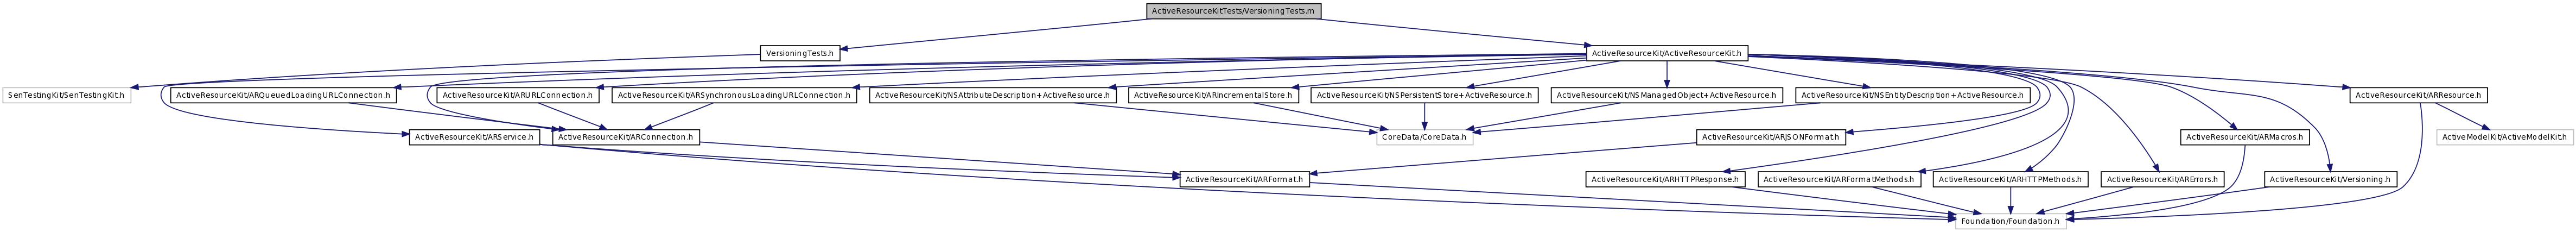 ActiveResourceKitTests/VersioningTests.m
VersioningTests.h
ActiveResourceKit/ActiveResourceKit.h
SenTestingKit/SenTestingKit.h
ActiveResourceKit/ARQueuedLoadingURLConnection.h
ActiveResourceKit/ARURLConnection.h
ActiveResourceKit/ARSynchronousLoadingURLConnection.h
ActiveResourceKit/NSAttributeDescription+ActiveResource.h
ActiveResourceKit/ARIncrementalStore.h
ActiveResourceKit/NSPersistentStore+ActiveResource.h
ActiveResourceKit/NSManagedObject+ActiveResource.h
ActiveResourceKit/NSEntityDescription+ActiveResource.h
ActiveResourceKit/ARResource.h
ActiveResourceKit/ARService.h
ActiveResourceKit/ARConnection.h
CoreData/CoreData.h
ActiveResourceKit/ARJSONFormat.h
ActiveResourceKit/ARMacros.h
ActiveModelKit/ActiveModelKit.h
ActiveResourceKit/ARFormat.h
ActiveResourceKit/ARHTTPResponse.h
ActiveResourceKit/ARFormatMethods.h
ActiveResourceKit/ARHTTPMethods.h
ActiveResourceKit/ARErrors.h
ActiveResourceKit/Versioning.h
Foundation/Foundation.h